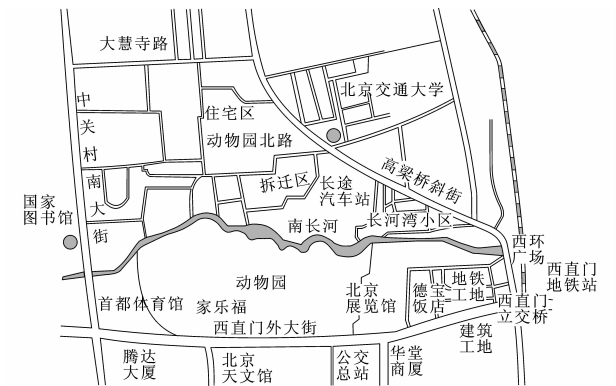 大慧寺路
北京交通大学
中关村南大街
住宅区
动物园北路
高梁桥斜街
拆迁区
长途
汽车站
国家
图书馆
长河湾小区
南长河
西环
广场
西直门
地铁站
动物园
北京
展览馆
德宝
饭店
地铁
工地
首都体育馆
家乐福
西直门
立交桥
西直门外大街
建筑
工地
腾达
大厦
北京
天文馆
公交
总站
华堂
商厦